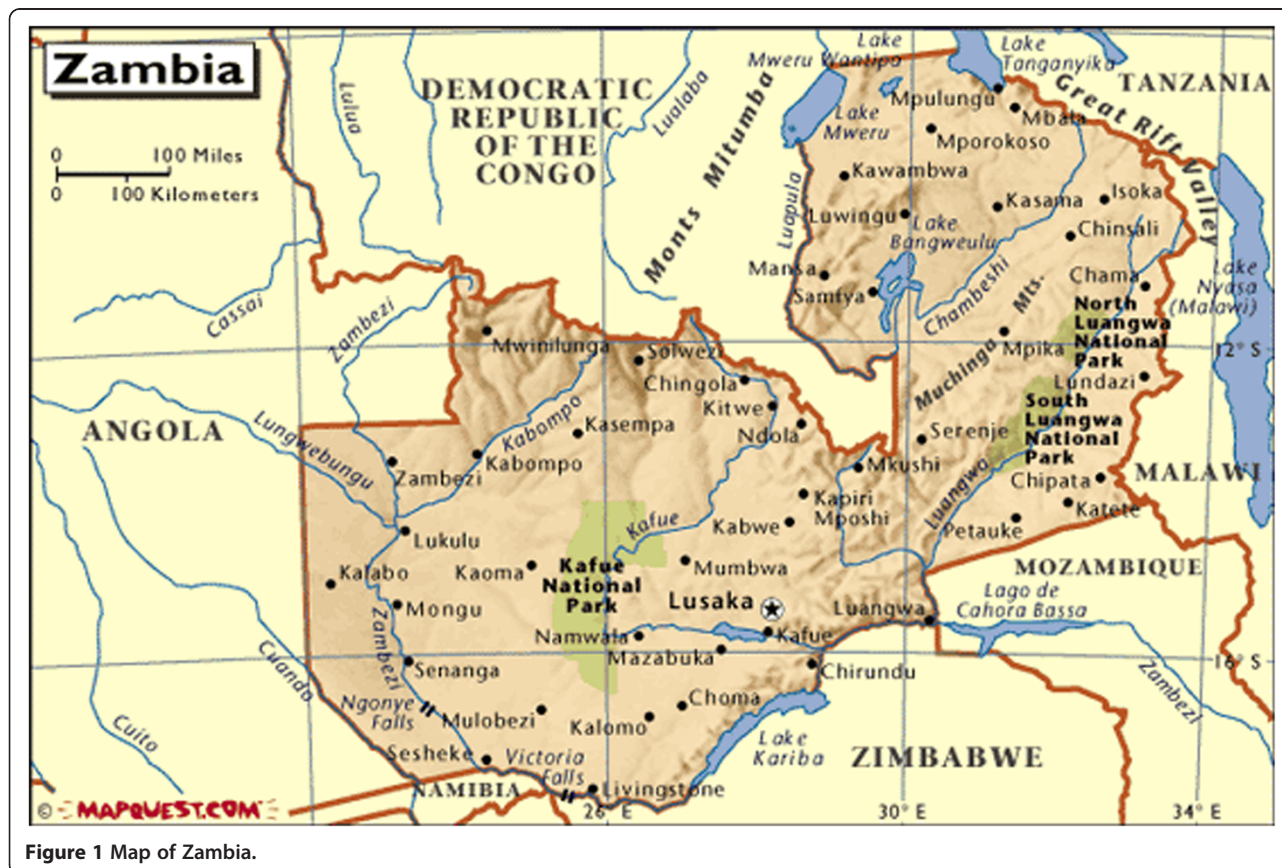 Zambia
0 100 Miles
0 100 Kilometers
DEMOCRATIC
REPUBLIC
OF THE
CONGO
Lulua
Lualaba
Monts Mitumba
Lake
Mweru Wantipa
Lake
Tanganyika
TANZANIA
Great Rift Valley
Mpulungu
Mbala
Lake
Mweru
Mporokoso
Kawambwa
Luapula
Luwingu
Kasama
Isoka
Lake
Bangweulu
Chinsali
Mansa
Samfya
Chambeshi
Chama
Lake
Nyasa
(Malawi)
North
Luangwa
National
Park
Muchinga Mts.
Mpika
12° S
Lundazi
South
Luangwa
National
Park
Cassai
Zambezi
Mwinilunga
Solwezi
Chingola
Kitwe
Ndola
ANGOLA
Lungwebungu
Kabompo
Kasempa
Zambezi
Kabompo
Serenje
Mkushi
Luangwa
MALAWI
Chipata
Katete
Petauke
Kapiri
Mposhi
Kabwe
Kafue
Lukulu
Kalabo
Kaoma
Kafue
National
Park
Mumbwa
MOZAMBIQUE
Lago de
Cahora Bassa
Mongu
Lusaka
Luangwa
Zambezi
Namwala
Kafue
Mazabuka
16° S
Chirundu
Zambezi
Cuando
Senanga
Ngonye
Falls
Mulobezi
Choma
Kalomo
Cuito
Lake
Kariba
ZIMBABWE
Sesheke
Victoria
Falls
NAMIBIA
Livingstone
© MAPQUEST.COM
26° E
30° E
34° E
Figure 1 Map of Zambia.